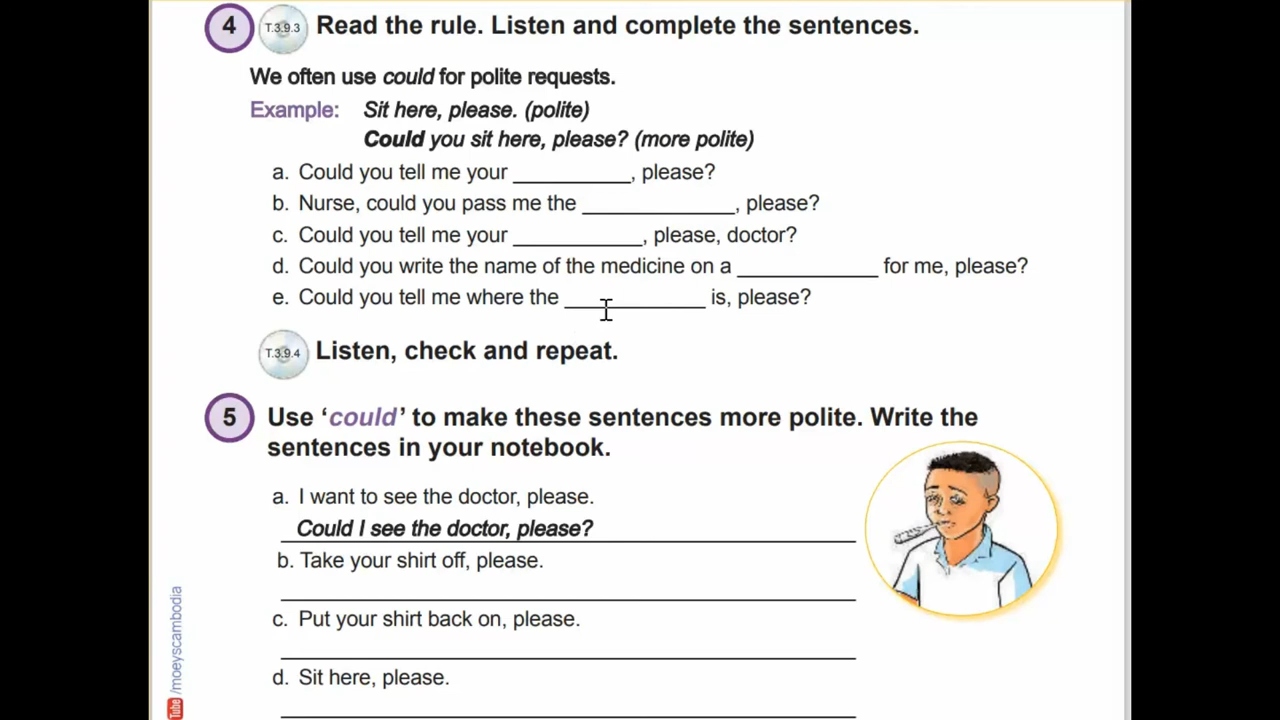 4 T.3.9.3 Read the rule. Listen and complete the sentences.
We often use could for polite requests.
Example: Sit here, please. (polite)
Could you sit here, please? (more polite)
a. Could you tell me your __________, please?
b. Nurse, could you pass me the _____________, please?
c. Could you tell me your ___________, please, doctor?
d. Could you write the name of the medicine on a ____________ for me, please?
e. Could you tell me where the ____________ is, please?
T.3.9.4 Listen, check and repeat.
5 Use ‘could’ to make these sentences more polite. Write the
sentences in your notebook.
a. I want to see the doctor, please.
Could I see the doctor, please?
b. Take your shirt off, please.
c. Put your shirt back on, please.
d. Sit here, please.
Tube /moeyscambodia